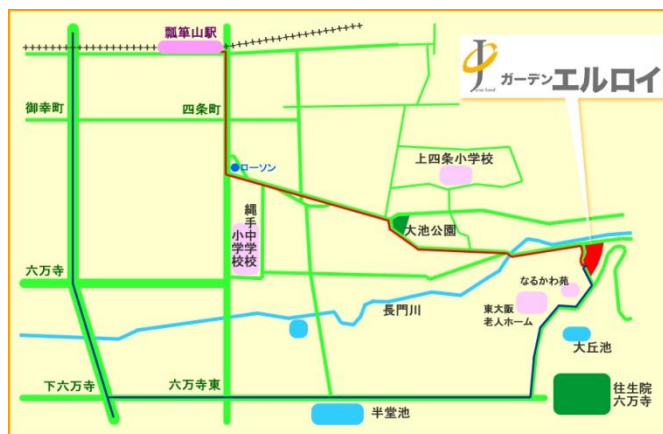 瓢箪山駅
ガーデンエルロイ
御幸町
四条町
ローソン
上四条小学校
縄手中学校
小学校
大池公園
六万寺
なるかわ苑
長門川
東大阪
老人ホーム
大丘池
下六万寺
六万寺東
半堂池
往生院
六万寺